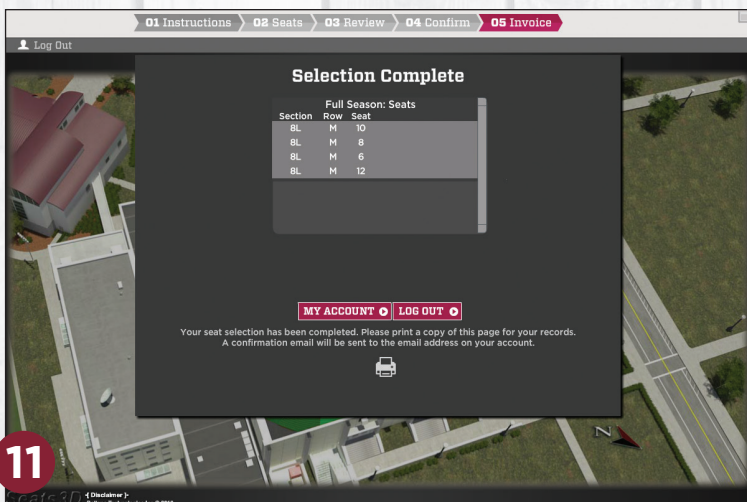 01 Instructions
02 Seats
03 Review
04 Confirm
05 Invoice
Log Out
Selection Complete
Full Season: Seats
Section Row Seat
8L M 10
8L M 8
8L M 6
8L M 12
MY ACCOUNT
LOG OUT
Your seat selection has been completed. Please print a copy of this page for your records.
A confirmation email will be sent to the email address on your account.
N
11
Seats3D
-{ Disclaimer }-